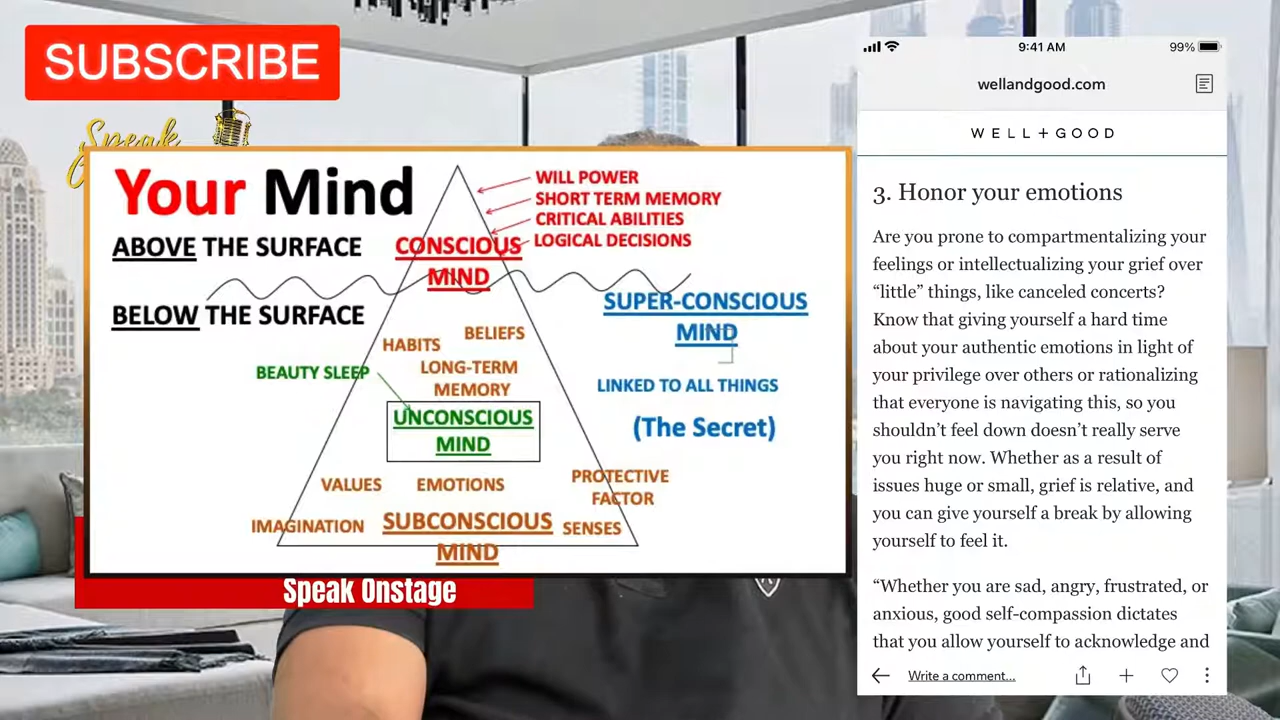 SUBSCRIBE
Speak
Your Mind
ABOVE THE SURFACE
BELOW THE SURFACE
CONSCIOUS
MIND
WILL POWER
SHORT TERM MEMORY
CRITICAL ABILITIES
LOGICAL DECISIONS
SUPER-CONSCIOUS
MIND
LINKED TO ALL THINGS
(The Secret)
HABITS
BELIEFS
LONG-TERM
MEMORY
BEAUTY SLEEP
UNCONSCIOUS
MIND
VALUES
EMOTIONS
PROTECTIVE
FACTOR
IMAGINATION
SUBCONSCIOUS
MIND
SENSES
Speak Onstage
9:41 AM
99%
wellandgood.com
WELL+GOOD
3. Honor your emotions
Are you prone to compartmentalizing your
feelings or intellectualizing your grief over
“little” things, like canceled concerts?
Know that giving yourself a hard time
about your authentic emotions in light of
your privilege over others or rationalizing
that everyone is navigating this, so you
shouldn’t feel down doesn’t really serve
you right now. Whether as a result of
issues huge or small, grief is relative, and
you can give yourself a break by allowing
yourself to feel it.
“Whether you are sad, angry, frustrated, or
anxious, good self-compassion dictates
that you allow yourself to acknowledge and
Write a comment...